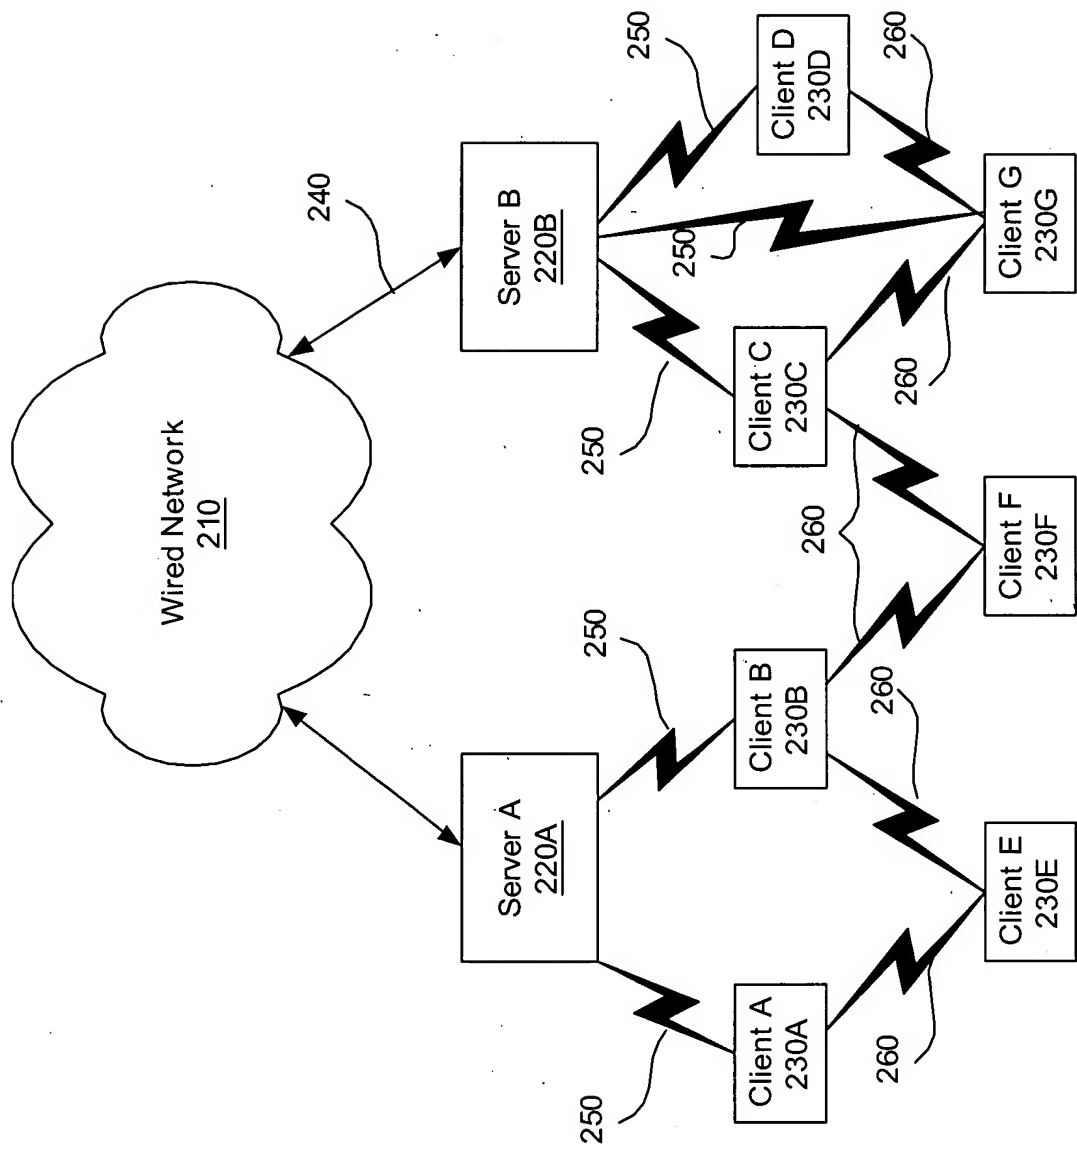 Wired Network
210
240
Server A
220A
Server B
220B
250
250
250
250
250
Client A
230A
Client B
230B
Client C
230C
Client D
230D
260
260
260
260
260
Client E
230E
Client F
230F
Client G
230G